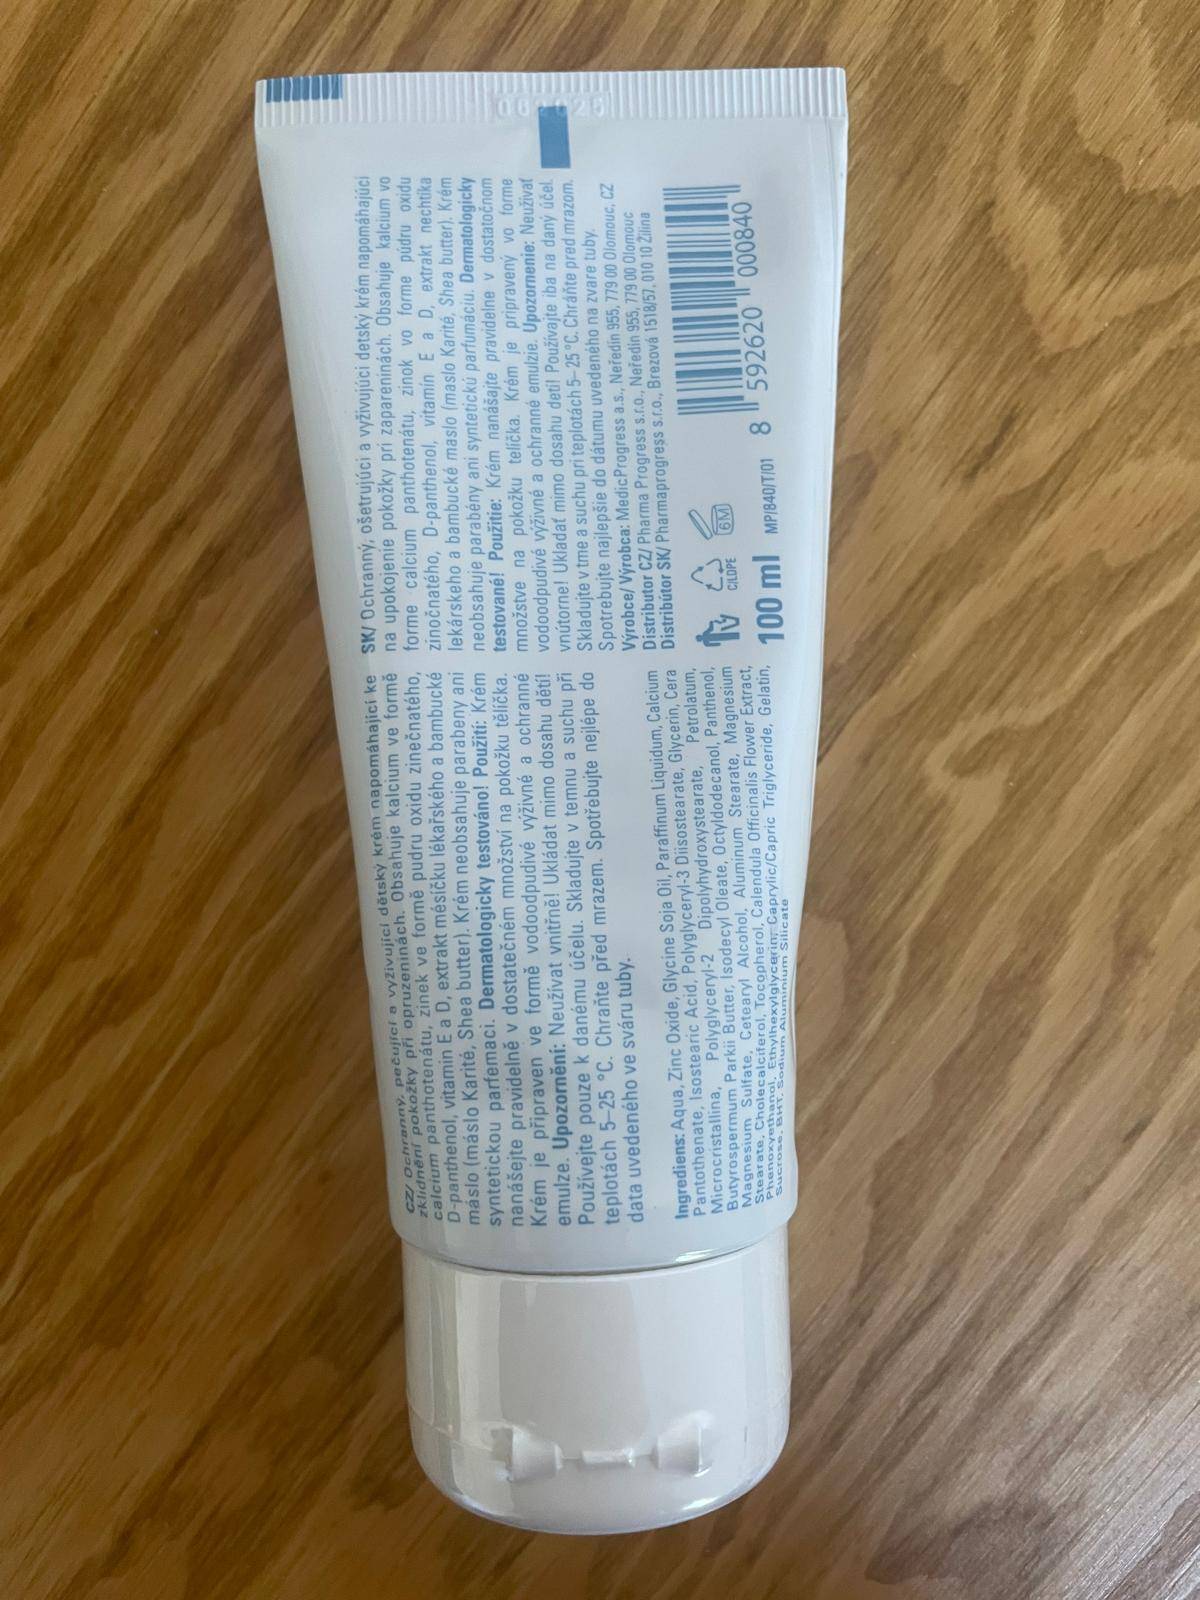 CZ/ Ochranný, pečující a vyživující dětský krém napomáhající ke
zklidnění pokožky při opruzeninách. Obsahuje kalcium ve formě
calcium panthotenátu, zinek ve formě pudru oxidu zinečnatého,
D-panthenol, vitamin E a D, extrakt měsíčku lékařského a bambucké
máslo (máslo Karité, Shea butter). Krém neobsahuje parabeny ani
syntetickou parfemaci. Dermatologicky testováno! Použití: Krém
nanášejte pravidelně v dostatečném množství na pokožku tělíčka.
Krém je připraven ve formě vodoodpudivé výživné a ochranné
emulze. Upozornění: Neužívat vnitřně! Ukládat mimo dosahu dětí!
Používejte pouze k danému účelu. Skladujte v temnu a suchu při
teplotách 5–25 °C. Chraňte před mrazem. Spotřebujte nejlépe do
data uvedeného ve sváru tuby.
Ingrediens: Aqua, Zinc Oxide, Glycine Soja Oil, Paraffinum Liquidum, Calcium
Pantothenate, Isostearic Acid, Polyglyceryl-3 Diisostearate, Glycerin, Cera
Microcristallina, Polyglyceryl-2 Dipolyhydroxystearate, Petrolatum,
Butyrospermum Parkii Butter, Isodecyl Oleate, Octyldodecanol, Panthenol,
Magnesium Sulfate, Cetearyl Alcohol, Aluminum Stearate, Magnesium
Stearate, Cholecalciferol, Tocopherol, Calendula Officinalis Flower Extract,
Phenoxyethanol, Ethylhexylglycerin, Caprylic/Capric Triglyceride, Gelatin,
Sucrose, BHT, Sodium Aluminium Silicate
SK/ Ochranný, ošetrujúci a vyživujúci detský krém napomáhajúci
na upokojenie pokožky pri zapareninách. Obsahuje kalcium vo
forme calcium panthotenátu, zinok vo forme púdru oxidu
zinočnatého, D-panthenol, vitamín E a D, extrakt nechtíka
lekárskeho a bambucké maslo (maslo Karité, Shea butter). Krém
neobsahuje parabény ani syntetickú parfumáciu. Dermatologicky
testované! Použitie: Krém nanášajte pravidelne v dostatočnom
množstve na pokožku telíčka. Krém je pripravený vo forme
vodoodpudivé výživné a ochranné emulzie. Upozornenie: Neužívať
vnútorne! Ukladať mimo dosahu detí! Používajte iba na daný účel.
Skladujte v tme a suchu pri teplotách 5–25 °C. Chráňte pred mrazom.
Spotrebujte najlepšie do dátumu uvedeného na zvare tuby.
Výrobce/ Výrobca: MedicProgress a.s., Neředín 955, 779 00 Olomouc, CZ
Distributor CZ/ Pharma Progress s.r.o., Neředín 955, 779 00 Olomouc
Distribútor SK/ Pharmaprogress s.r.o., Brezová 1518/57, 010 10 Žilina
C/LDPE
6M
100 ml MP/840/T/01
8 592620 000840